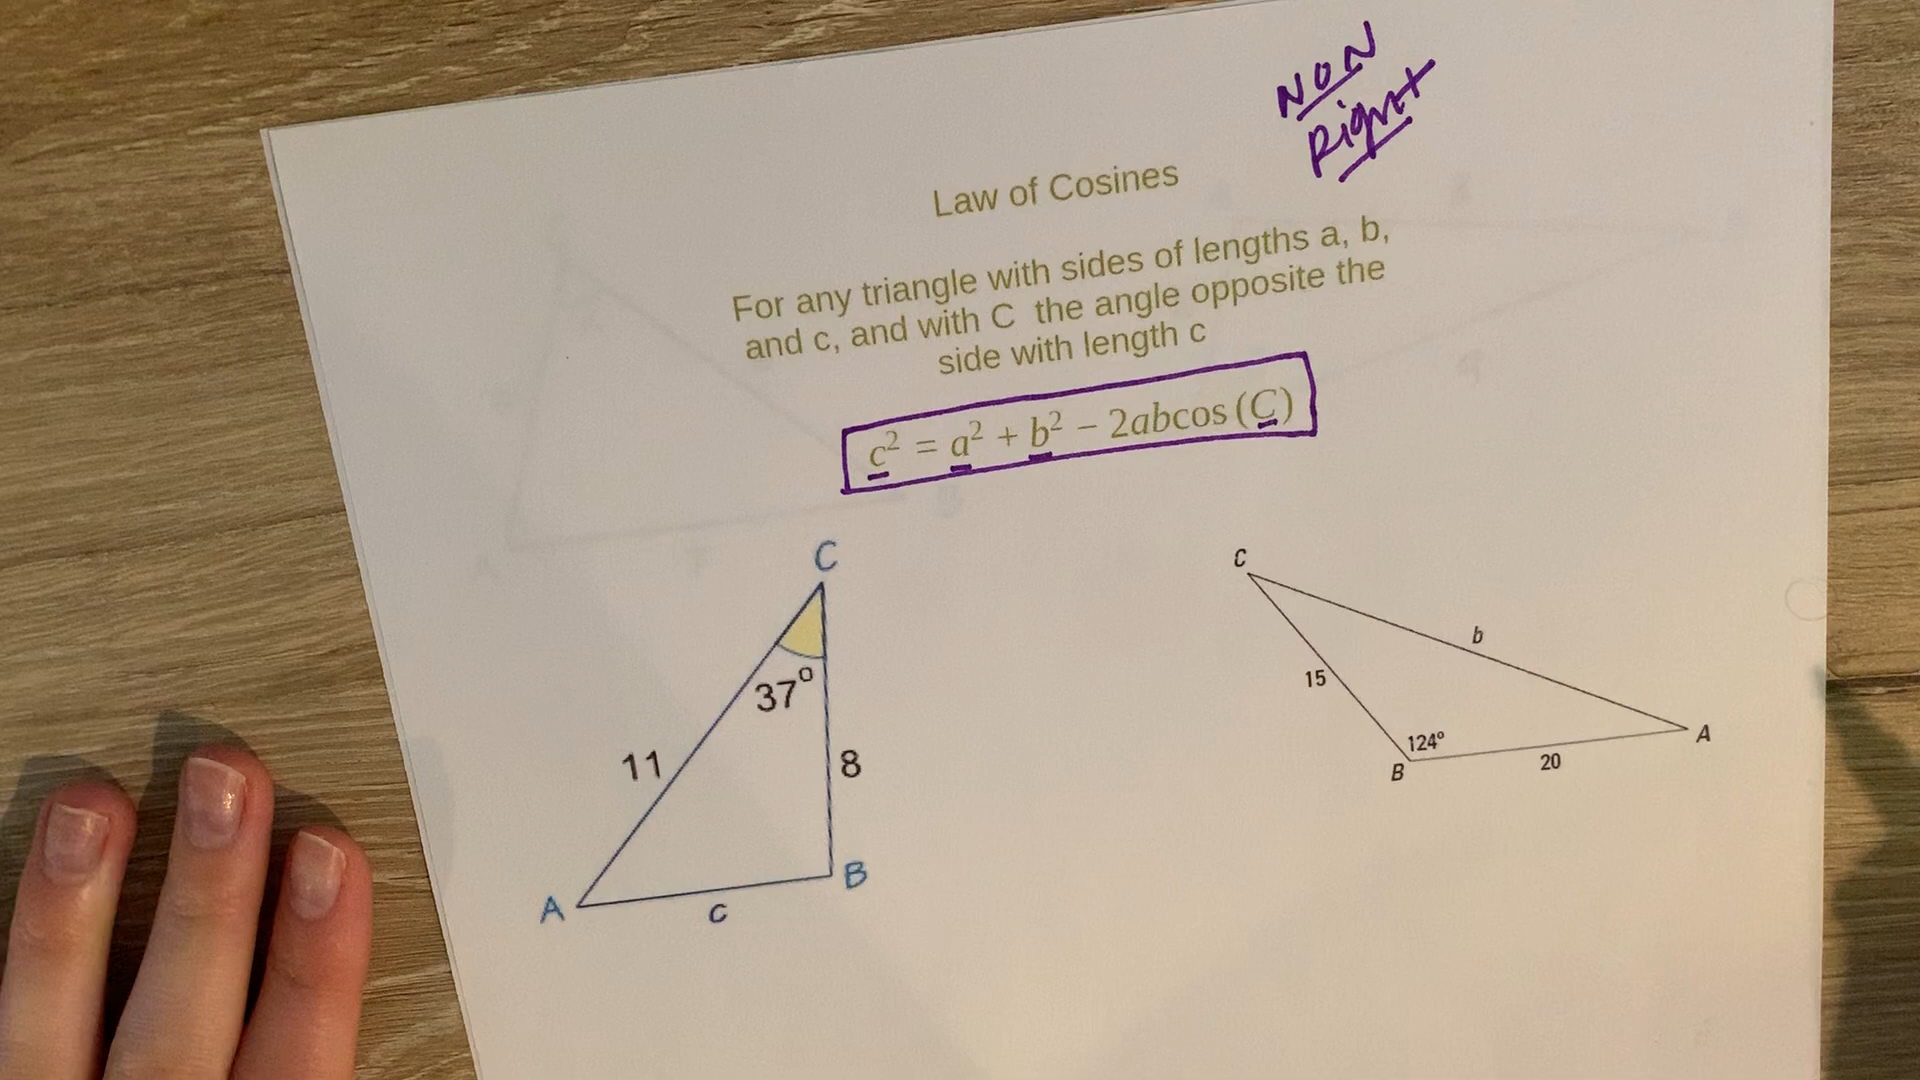 NON
Right
Law of Cosines
For any triangle with sides of lengths a, b,
and c, and with C the angle opposite the
side with length c
c² = a² + b² − 2abcos (C)
C
37°
11
8
A
B
c
C
b
15
124°
A
B
20